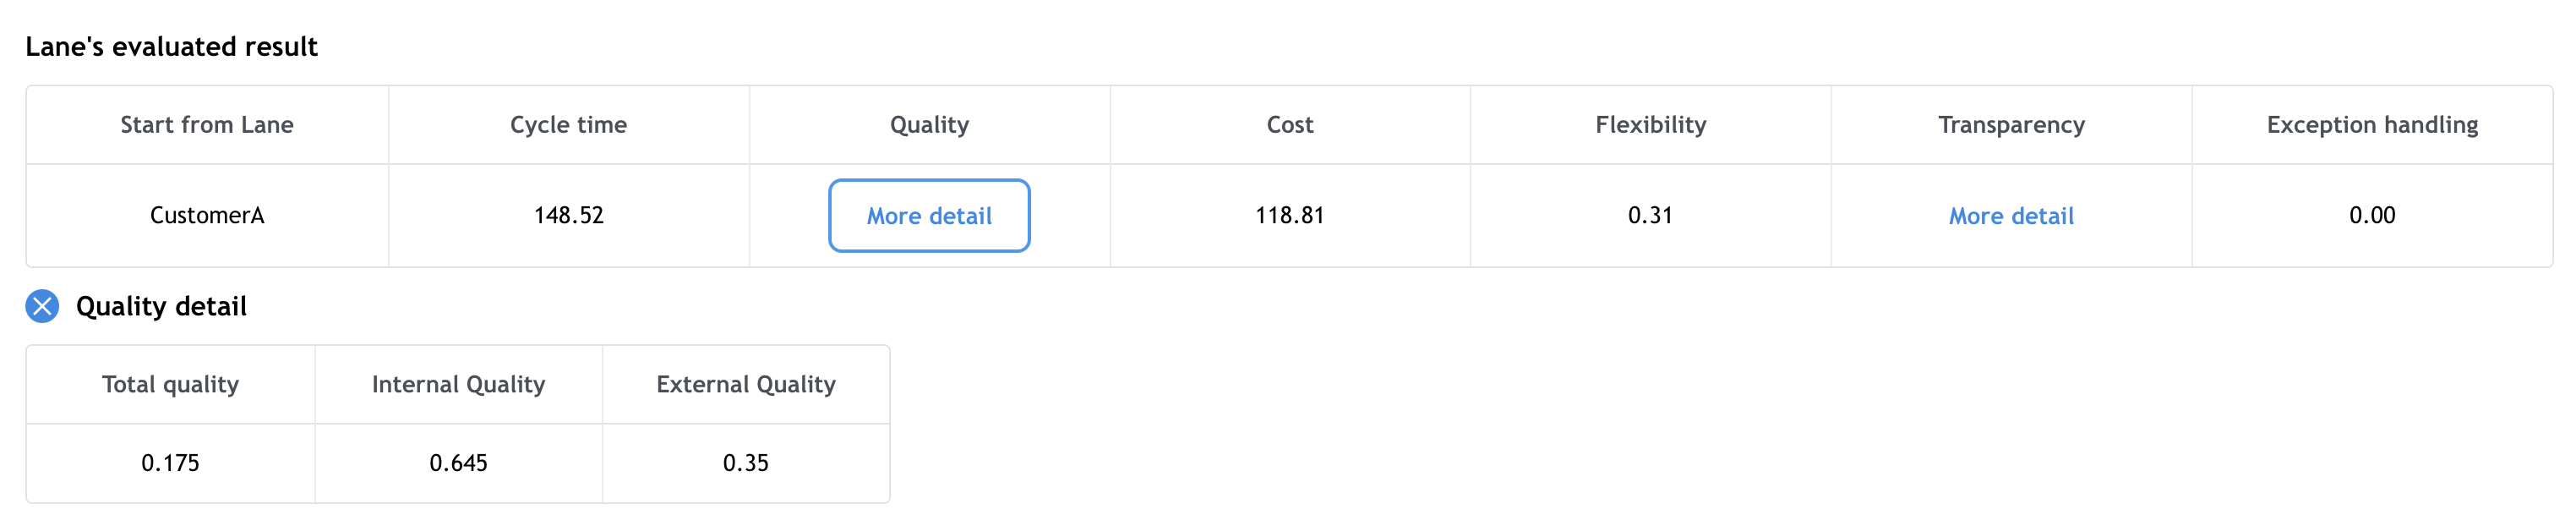 Lane's evaluated result
Start from Lane Cycle time Quality Cost Flexibility Transparency Exception handling
CustomerA 148.52 More detail 118.81 0.31 More detail 0.00
Quality detail
Total quality Internal Quality External Quality
0.175 0.645 0.35